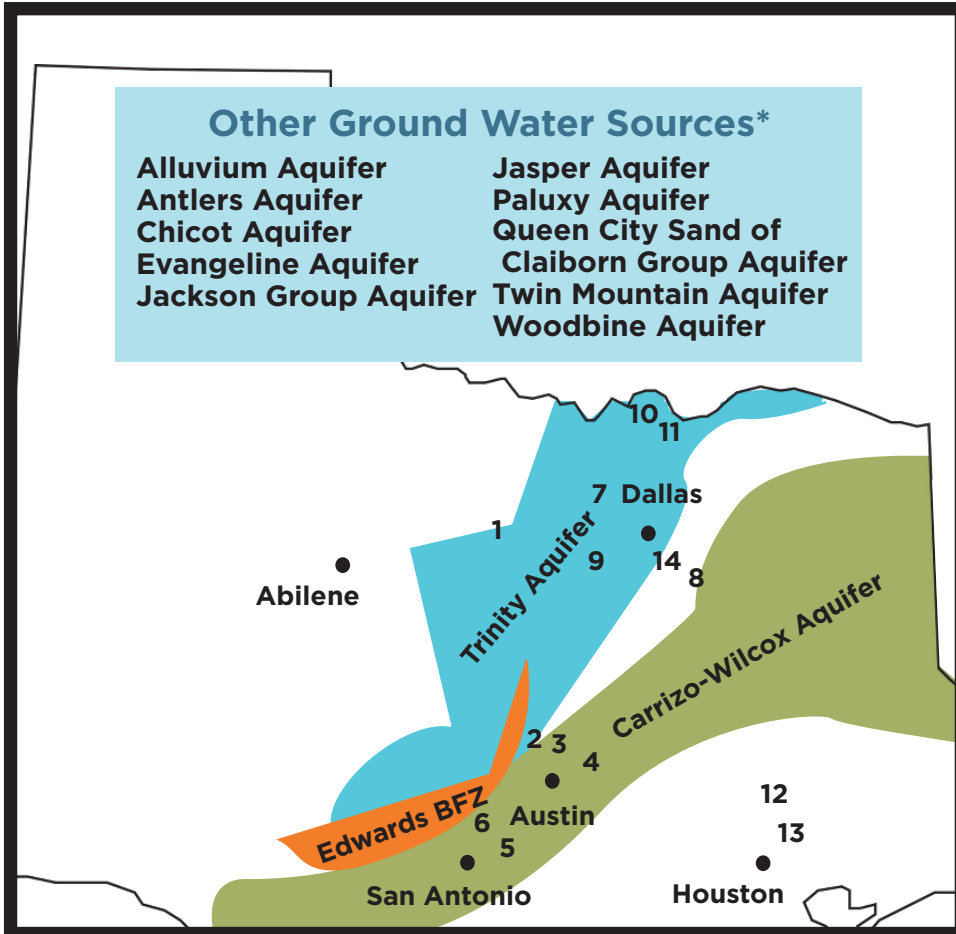 Other Ground Water Sources*
Alluvium Aquifer
Antlers Aquifer
Chicot Aquifer
Evangeline Aquifer
Jackson Group Aquifer
Jasper Aquifer
Paluxy Aquifer
Queen City Sand of
Claiborn Group Aquifer
Twin Mountain Aquifer
Woodbine Aquifer
10
11
7
Dallas
1
Trinity Aquifer
9
14
8
Abilene
Carrizo-Wilcox Aquifer
2
3
4
Edwards BFZ
6
Austin
5
12
13
San Antonio
Houston